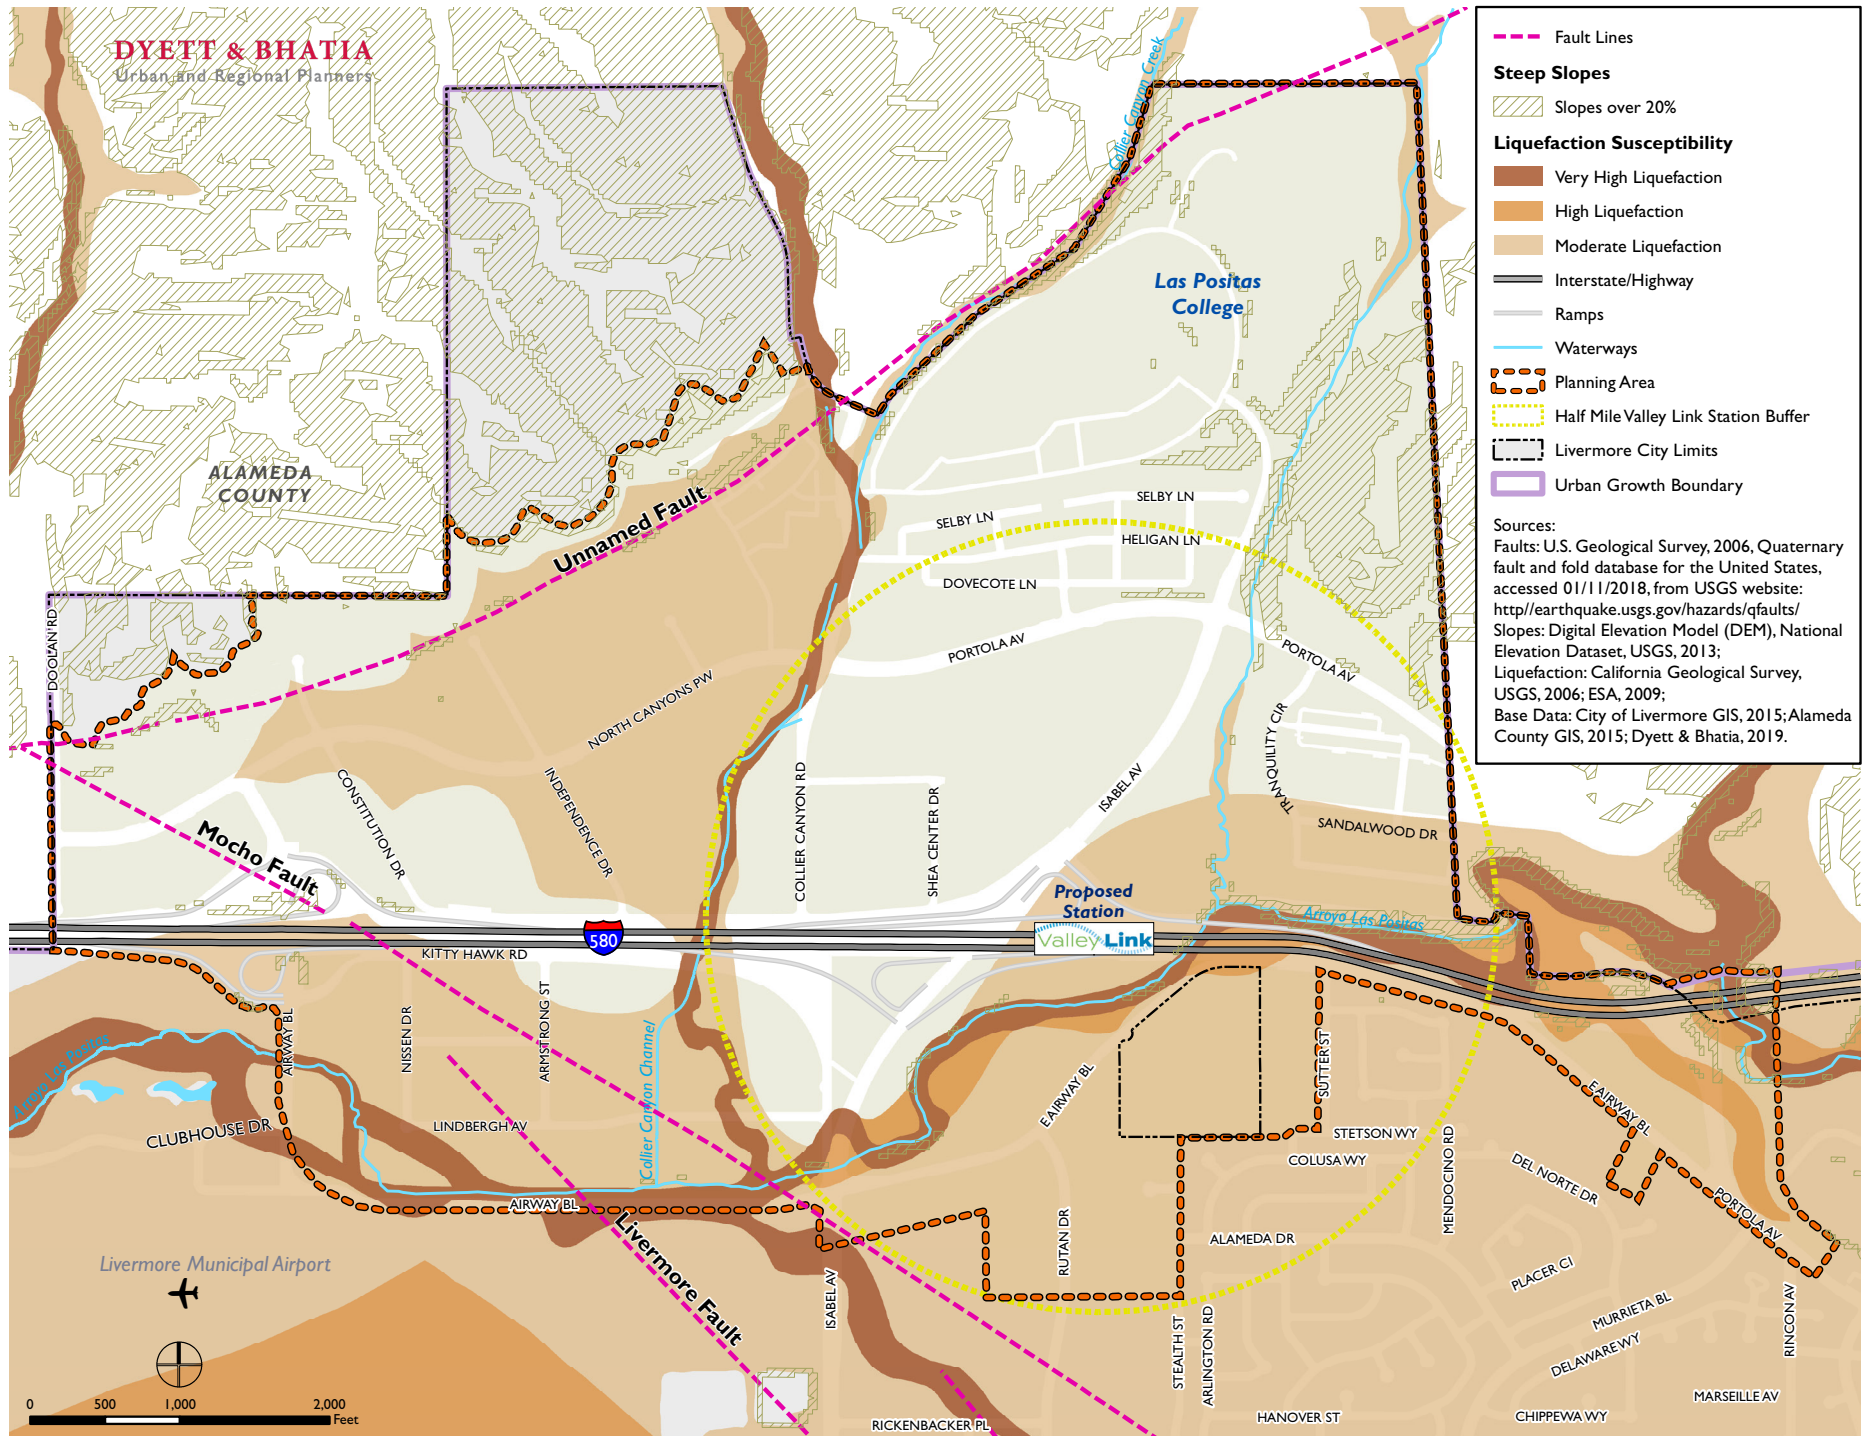 DYETT & BHATIA
Urban and Regional Planners
Fault Lines
Steep Slopes
Slopes over 20%
Liquefaction Susceptibility
Very High Liquefaction
High Liquefaction
Moderate Liquefaction
Interstate/Highway
Ramps
Waterways
Planning Area
Half Mile Valley Link Station Buffer
Livermore City Limits
Urban Growth Boundary
Sources:
Faults: U.S. Geological Survey, 2006, Quaternary
fault and fold database for the United States,
accessed 01/11/2018, from USGS website:
http//earthquake.usgs.gov/hazards/qfaults/
Slopes: Digital Elevation Model (DEM), National
Elevation Dataset, USGS, 2013;
Liquefaction: California Geological Survey,
USGS, 2006; ESA, 2009;
Base Data: City of Livermore GIS, 2015; Alameda
County GIS, 2015; Dyett & Bhatia, 2019.
Collier Canyon Creek
Las Positas
College
ALAMEDA
COUNTY
SELBY LN
SELBY LN
HELIGAN LN
DOVECOTE LN
Unnamed Fault
DOOLAN RD
PORTOLA AV
PORTOLA AV
NORTH CANYONS PW
TRANQUILITY CIR
CONSTITUTION DR
INDEPENDENCE DR
COLLIER CANYON RD
SHEA CENTER DR
ISABEL AV
SANDALWOOD DR
Mocho Fault
Proposed
Station
Valley Link
Arroyo Las Positas
580
KITTY HAWK RD
NISSEN DR
ARMSTRONG ST
AIRWAY BL
Collier Canyon Channel
Arroyo Las Positas
EAIRWAY BL
SUTTER ST
EAIRWAY BL
CLUBHOUSE DR
LINDBERGH AV
STETSON WY
COLUSA WY
MENDOCINO RD
DEL NORTE DR
PORTOLA AV
AIRWAY BL
Livermore Fault
RUTAN DR
ALAMEDA DR
PLACER CI
Livermore Municipal Airport
ISABEL AV
STEALTH ST
ARLINGTON RD
MURRIETA BL
RINCON AV
DELAWARE WY
MARSEILLE AV
RICKENBACKER PL
HANOVER ST
CHIPPEWA WY
0 500 1,000 2,000
Feet